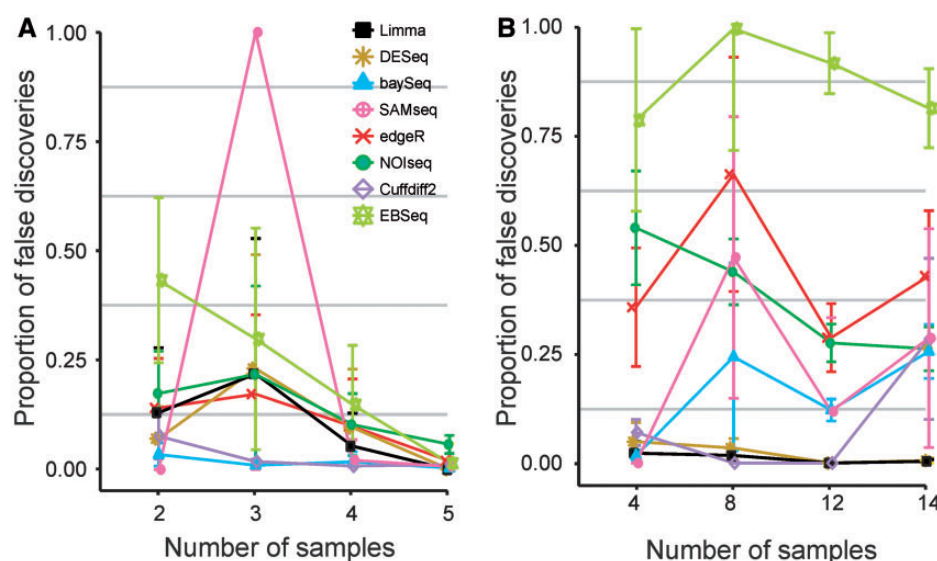 A
Proportion of false discoveries
1.00
0.75
0.50
0.25
0.00
2
3
4
5
Number of samples
Limma
DESeq
baySeq
SAMseq
edgeR
NOIseq
Cuffdiff2
EBSeq
B
Proportion of false discoveries
1.00
0.75
0.50
0.25
0.00
4
8
12
14
Number of samples